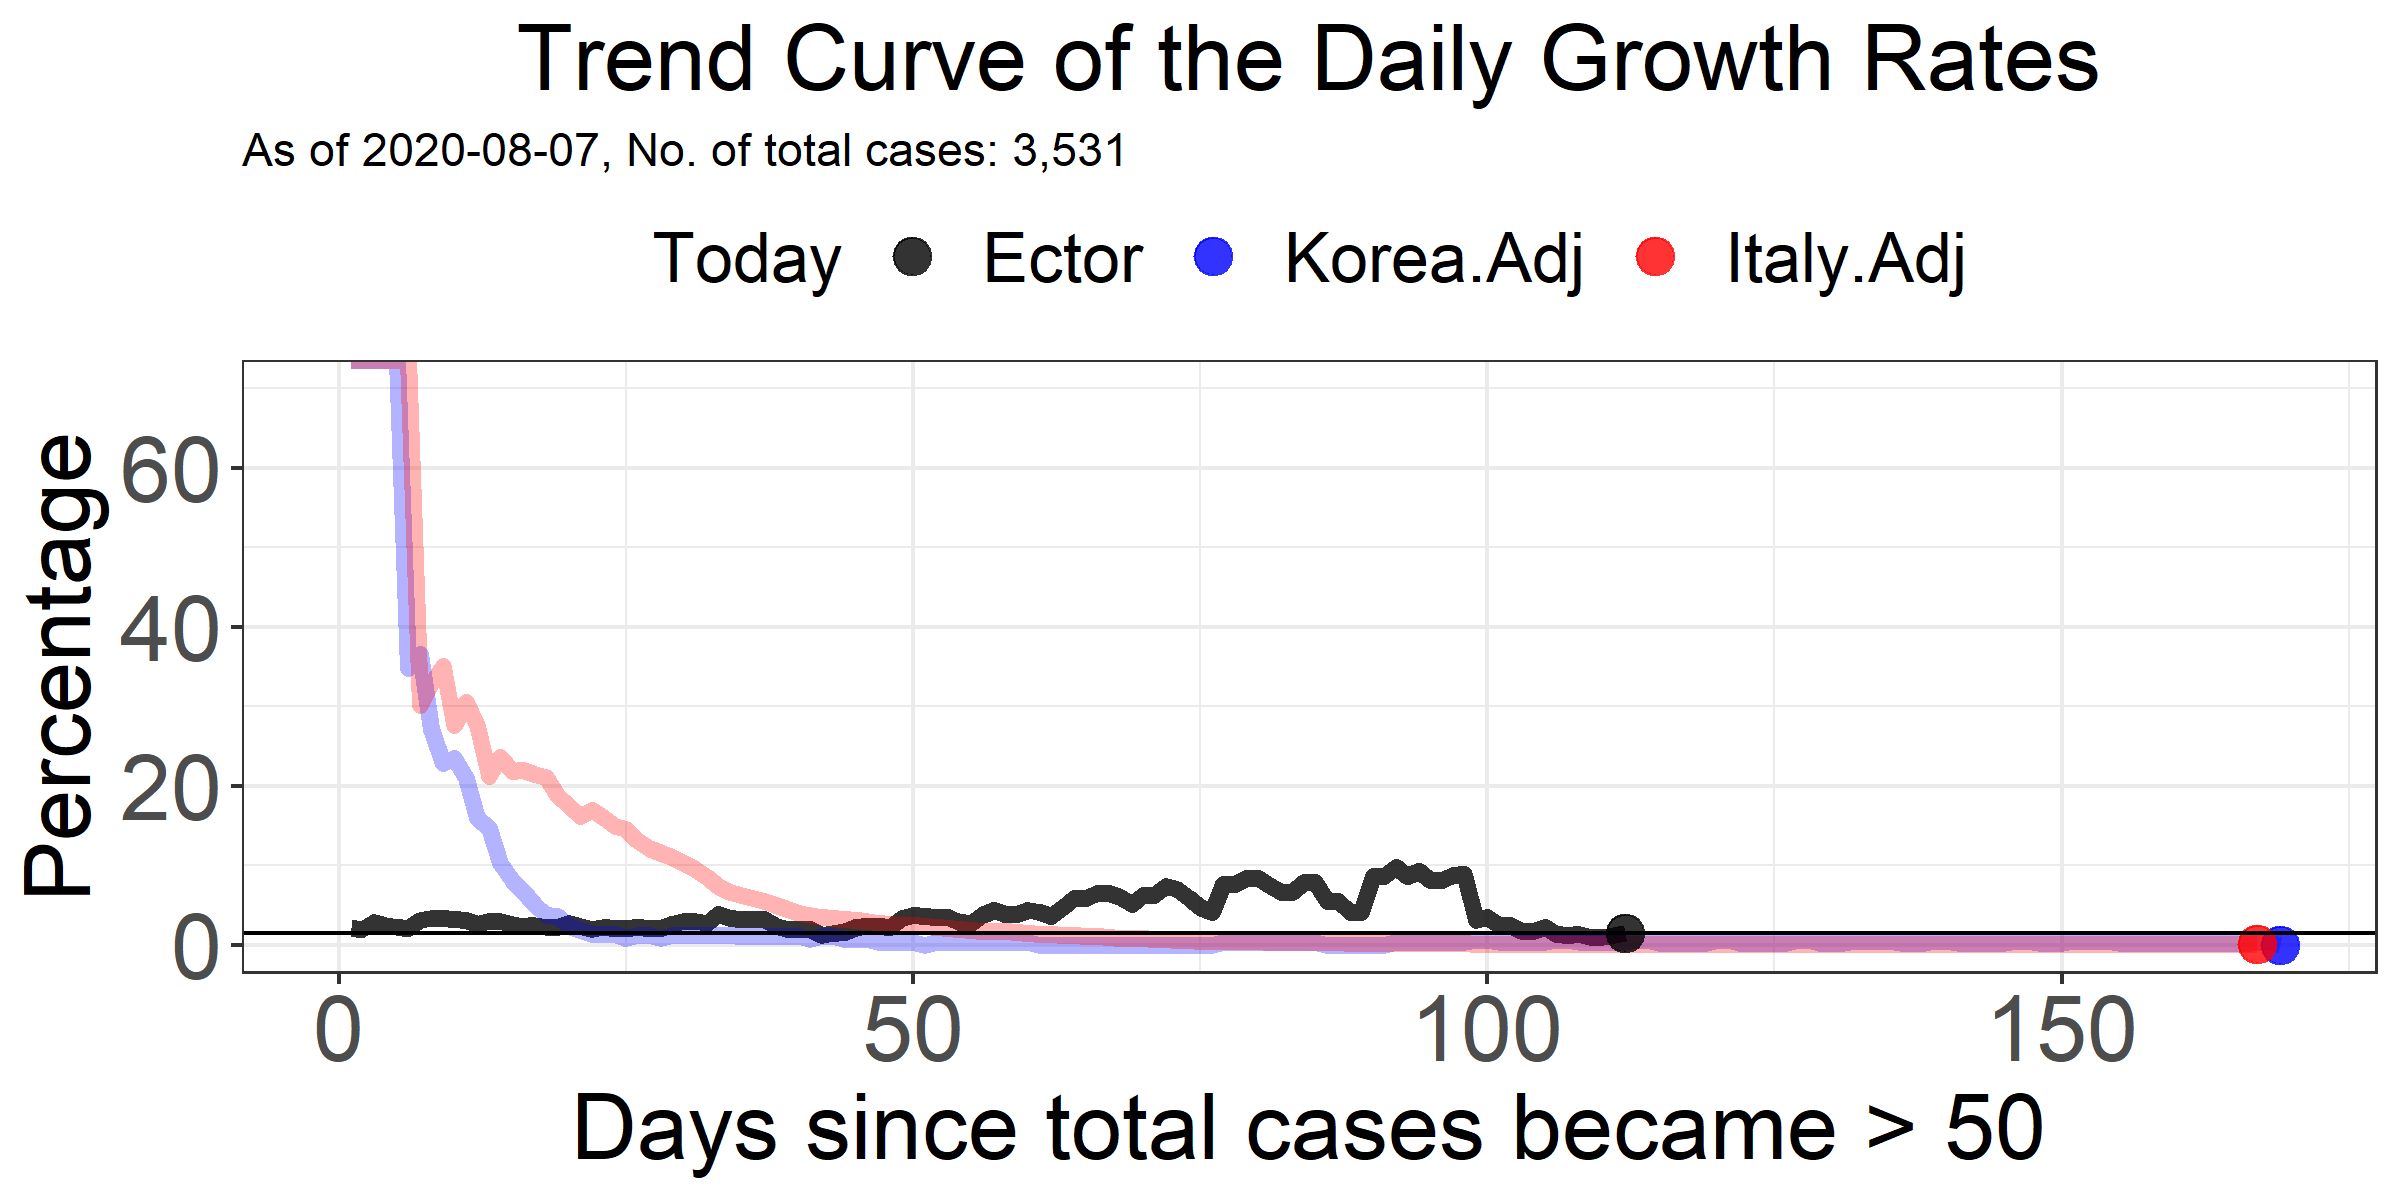 Trend Curve of the Daily Growth Rates
As of 2020-08-07, No. of total cases: 3,531
Today Ector Korea.Adj Italy.Adj
Percentage
60
40
20
0
0 50 100 150
Days since total cases became > 50